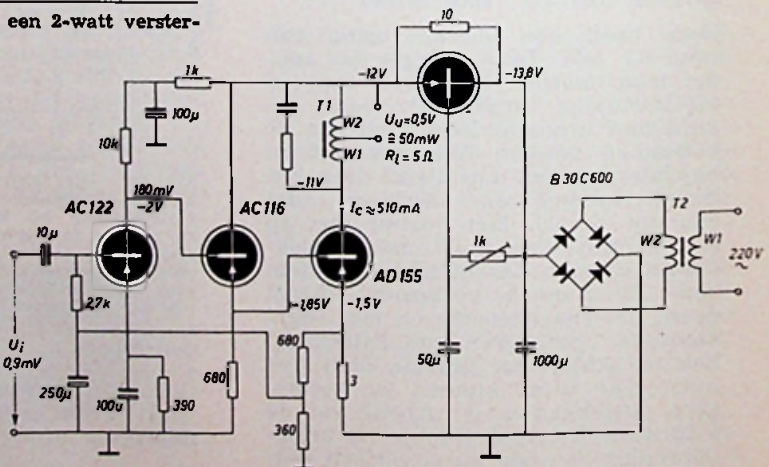 een 2-watt verster-
10
1k
-12V
-13,8V
100µ
T1
W2
W1
Uu=0,5V
≅50mW
RL=5Ω
10k
-11V
B30C600
180mV
-2V
Ic≈510mA
T2
AC122
AC116
AD155
W2
W1
220V
~
10µ
1k
2,7k
-1,85V
-1,5V
Ui
0,9mV
680
50µ
1000µ
250µ
100µ
390
680
3
360